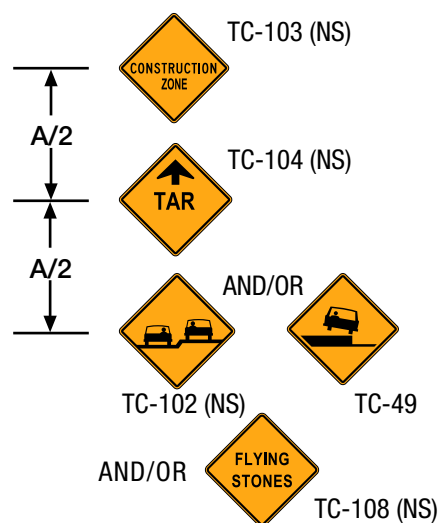 TC-103 (NS)
CONSTRUCTION
ZONE
A/2
TC-104 (NS)
TAR
A/2
AND/OR
TC-102 (NS)
TC-49
AND/OR
FLYING
STONES
TC-108 (NS)